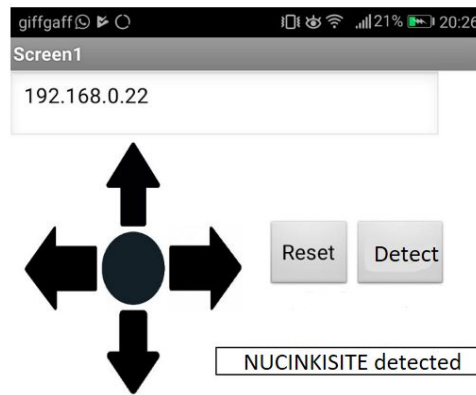 giffgaff 21% 20:26
Screen1
192.168.0.22
Reset Detect
NUCINKISITE detected